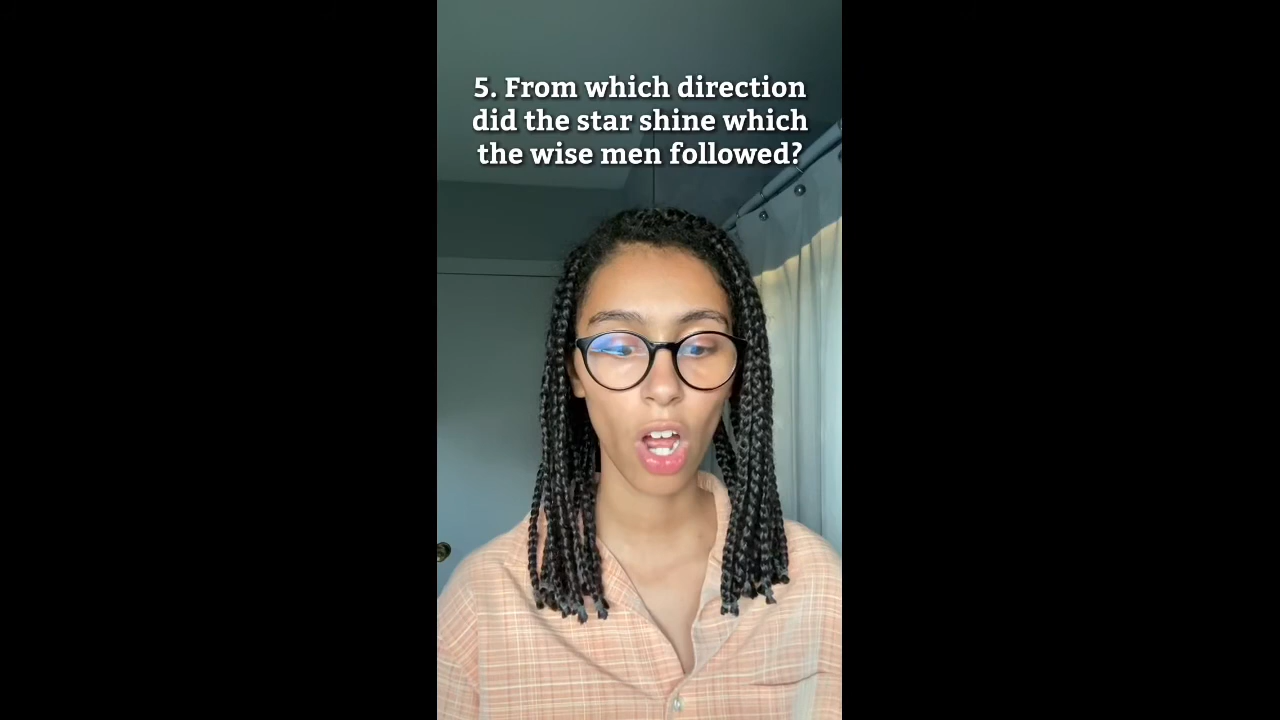 5. From which direction
did the star shine which
the wise men followed?